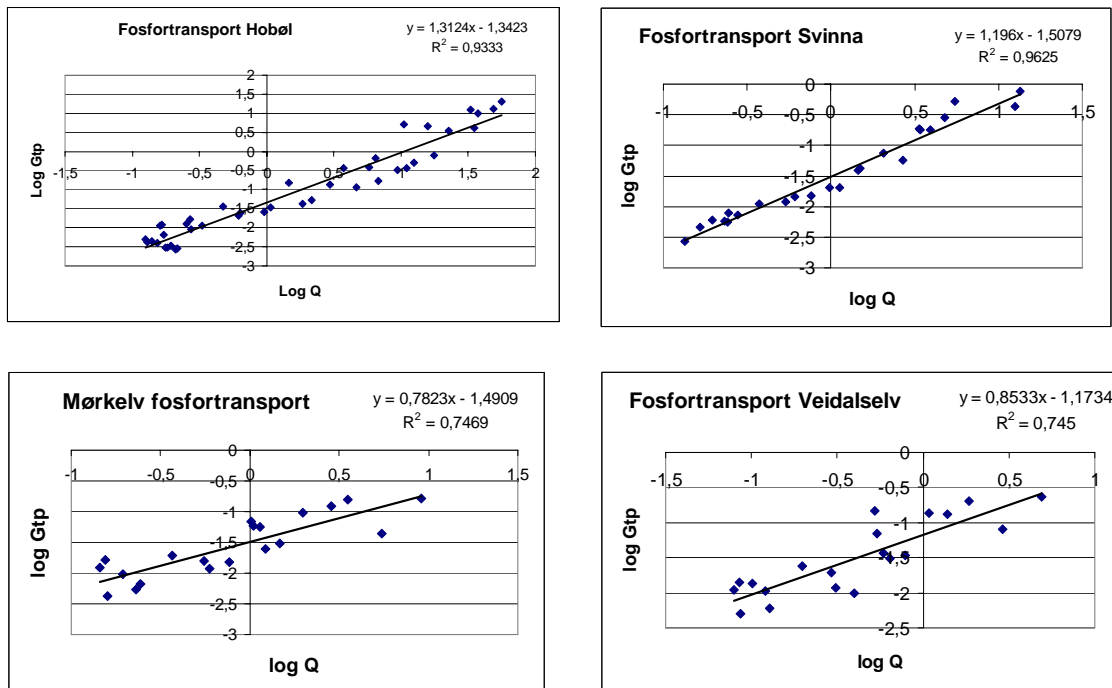 Fosfortransport Hobøl
y = 1,3124x - 1,3423
R² = 0,9333
2
1,5
1
0,5
0
-0,5
-1
-1,5
-2
-2,5
-3
-1,5 -1 -0,5 0 0,5 1 1,5 2
Log Gtp
Log Q
Fosfortransport Svinna
y = 1,196x - 1,5079
R² = 0,9625
0
-0,5
-1
-1,5
-2
-2,5
-3
-1 -0,5 0 0,5 1 1,5
log Gtp
log Q
Mørkelv fosfortransport
y = 0,7823x - 1,4909
R² = 0,7469
0
-0,5
-1
-1,5
-2
-2,5
-3
-1 -0,5 0 0,5 1 1,5
log Gtp
log Q
Fosfortransport Veidalselv
y = 0,8533x - 1,1734
R² = 0,745
0
-0,5
-1
-1,5
-2
-2,5
-1,5 -1 -0,5 0 0,5 1
log Gtp
log Q